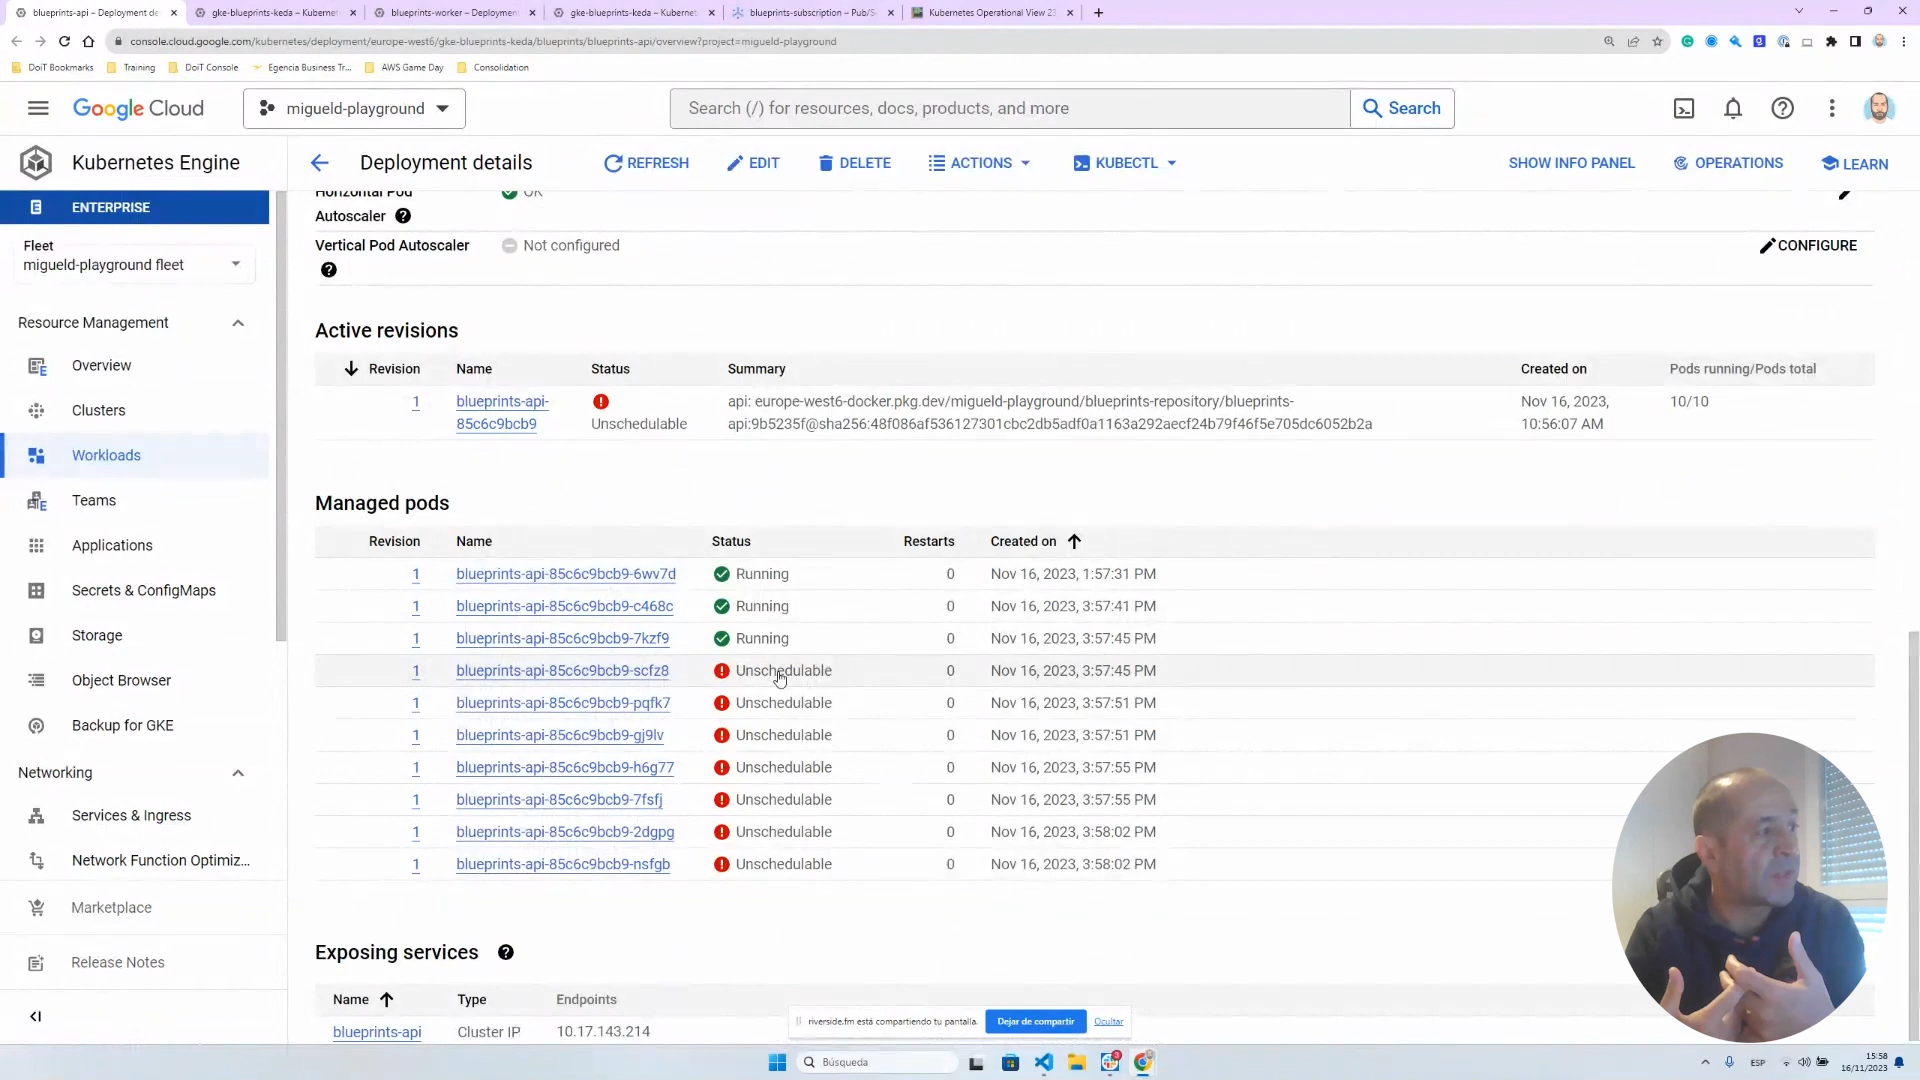 blueprints-api – Deployment de
gke-blueprints-keda – Kubernet
blueprints-worker – Deployment
gke-blueprints-keda – Kubernet
blueprints-subscription – Pub/S
Kubernetes Operational View 23
console.cloud.google.com/kubernetes/deployment/europe-west6/gke-blueprints-keda/blueprints/blueprints-api/overview?project=migueld-playground
DoiT Bookmarks
Training
DoiT Console
Egencia Business Tr...
AWS Game Day
Consolidation
Google Cloud
migueld-playground
Search (/) for resources, docs, products, and more
Search
Kubernetes Engine
Deployment details
REFRESH
EDIT
DELETE
ACTIONS
KUBECTL
SHOW INFO PANEL
OPERATIONS
LEARN
ENTERPRISE
Fleet
migueld-playground fleet
Resource Management
Overview
Clusters
Workloads
Teams
Applications
Secrets & ConfigMaps
Storage
Object Browser
Backup for GKE
Networking
Services & Ingress
Network Function Optimiz...
Marketplace
Release Notes
Horizontal Pod
Autoscaler
OK
Vertical Pod Autoscaler
Not configured
CONFIGURE
Active revisions
Revision Name Status Summary Created on Pods running/Pods total
1 blueprints-api- api: europe-west6-docker.pkg.dev/migueld-playground/blueprints-repository/blueprints- Nov 16, 2023, 10/10
85c6c9bcb9 Unschedulable api:9b5235f@sha256:48f086af536127301cbc2db5adf0a1163a292aecf24b79f46f5e705dc6052b2a 10:56:07 AM
Managed pods
Revision Name Status Restarts Created on
1 blueprints-api-85c6c9bcb9-6wv7d Running 0 Nov 16, 2023, 1:57:31 PM
1 blueprints-api-85c6c9bcb9-c468c Running 0 Nov 16, 2023, 3:57:41 PM
1 blueprints-api-85c6c9bcb9-7kzf9 Running 0 Nov 16, 2023, 3:57:45 PM
1 blueprints-api-85c6c9bcb9-scfz8 Unschedulable 0 Nov 16, 2023, 3:57:45 PM
1 blueprints-api-85c6c9bcb9-pqfk7 Unschedulable 0 Nov 16, 2023, 3:57:51 PM
1 blueprints-api-85c6c9bcb9-gj9lv Unschedulable 0 Nov 16, 2023, 3:57:51 PM
1 blueprints-api-85c6c9bcb9-h6g77 Unschedulable 0 Nov 16, 2023, 3:57:55 PM
1 blueprints-api-85c6c9bcb9-7fsfj Unschedulable 0 Nov 16, 2023, 3:57:55 PM
1 blueprints-api-85c6c9bcb9-2dgpg Unschedulable 0 Nov 16, 2023, 3:58:02 PM
1 blueprints-api-85c6c9bcb9-nsfgb Unschedulable 0 Nov 16, 2023, 3:58:02 PM
Exposing services
Name Type Endpoints
blueprints-api Cluster IP 10.17.143.214
riverside.fm está compartiendo tu pantalla.
Dejar de compartir
Ocultar
Búsqueda
ESP
15:58
16/11/2023